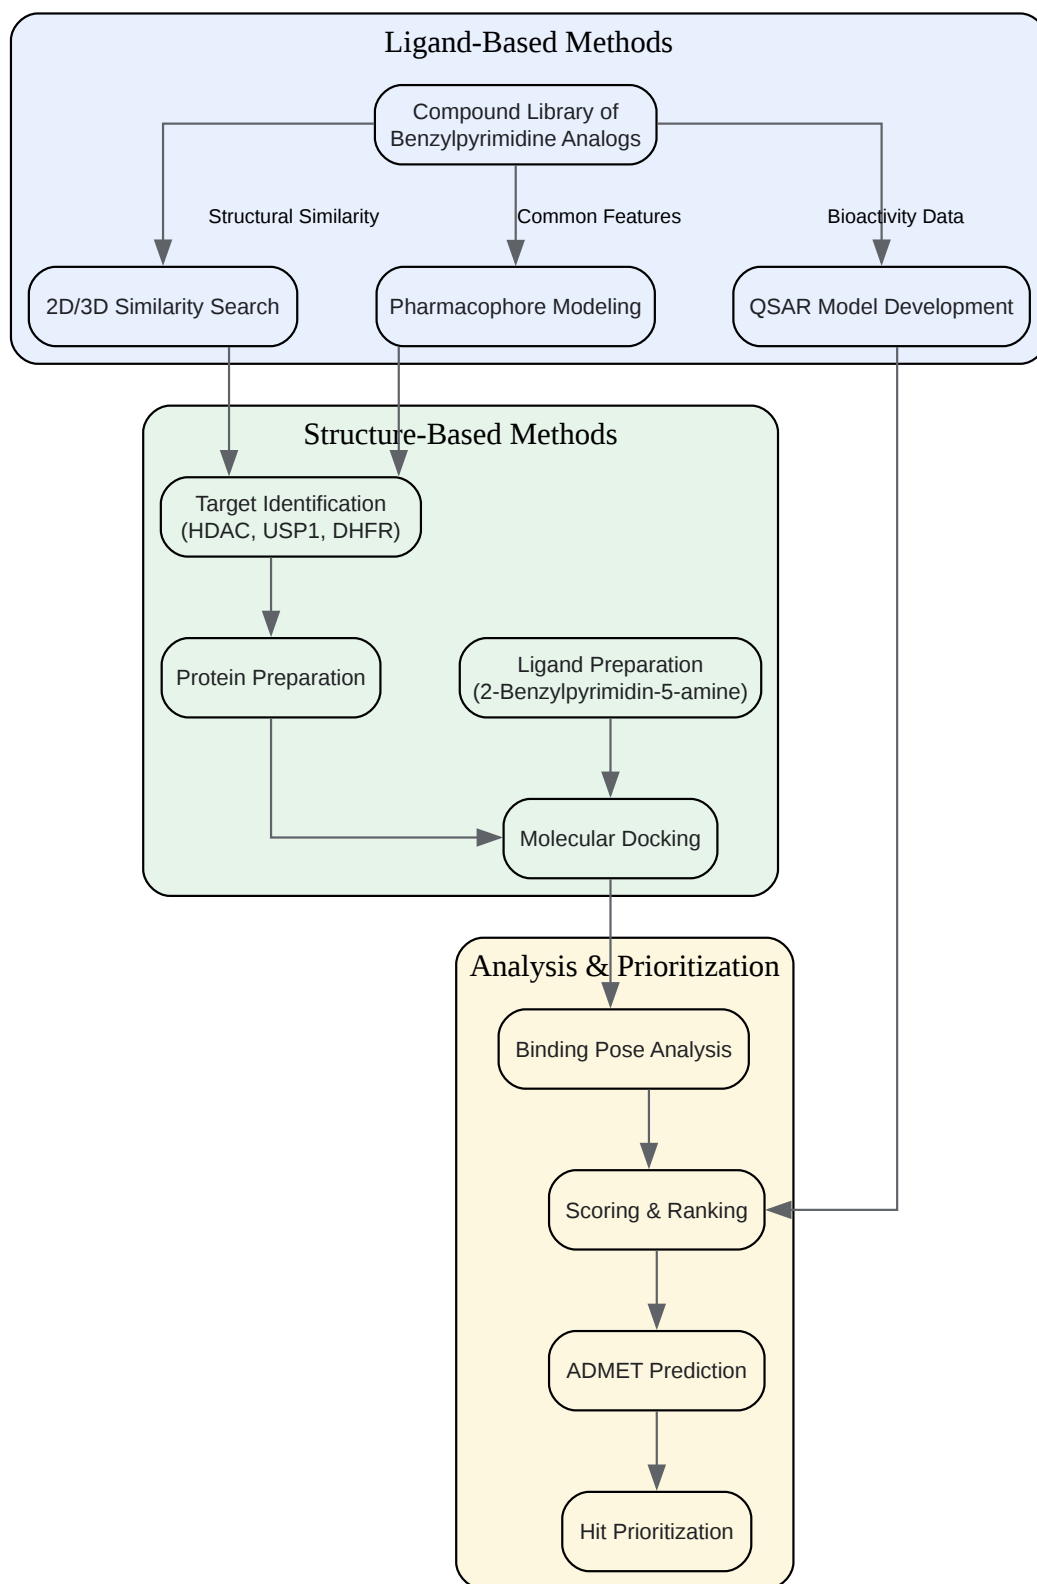 Ligand-Based Methods
Compound Library of
Benzylpyrimidine Analogs
Structural Similarity
Common Features
Bioactivity Data
2D/3D Similarity Search
Pharmacophore Modeling
QSAR Model Development
Structure-Based Methods
Target Identification
(HDAC, USP1, DHFR)
Protein Preparation
Ligand Preparation
(2-Benzylpyrimidin-5-amine)
Molecular Docking
Analysis & Prioritization
Binding Pose Analysis
Scoring & Ranking
ADMET Prediction
Hit Prioritization